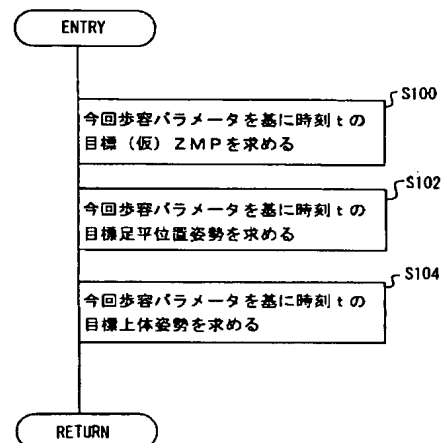 ENTRY
S100
今回歩容パラメータを基に時刻tの
目標(仮)ZMPを求める
S102
今回歩容パラメータを基に時刻tの
目標足平位置姿勢を求める
S104
今回歩容パラメータを基に時刻tの
目標上体姿勢を求める
RETURN